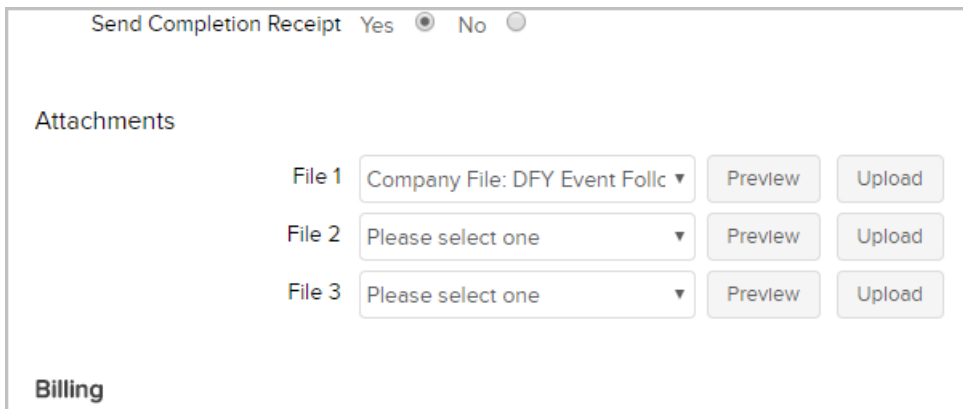 Send Completion Receipt Yes No
Attachments
File 1 Company File: DFY Event Follc Preview Upload
File 2 Please select one Preview Upload
File 3 Please select one Preview Upload
Billing